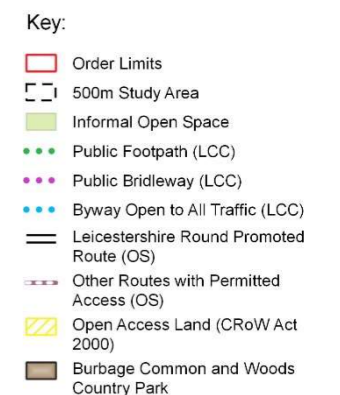 Key:
Order Limits
500m Study Area
Informal Open Space
Public Footpath (LCC)
Public Bridleway (LCC)
Byway Open to All Traffic (LCC)
Leicestershire Round Promoted
Route (OS)
Other Routes with Permitted
Access (OS)
Open Access Land (CRoW Act
2000)
Burbage Common and Woods
Country Park